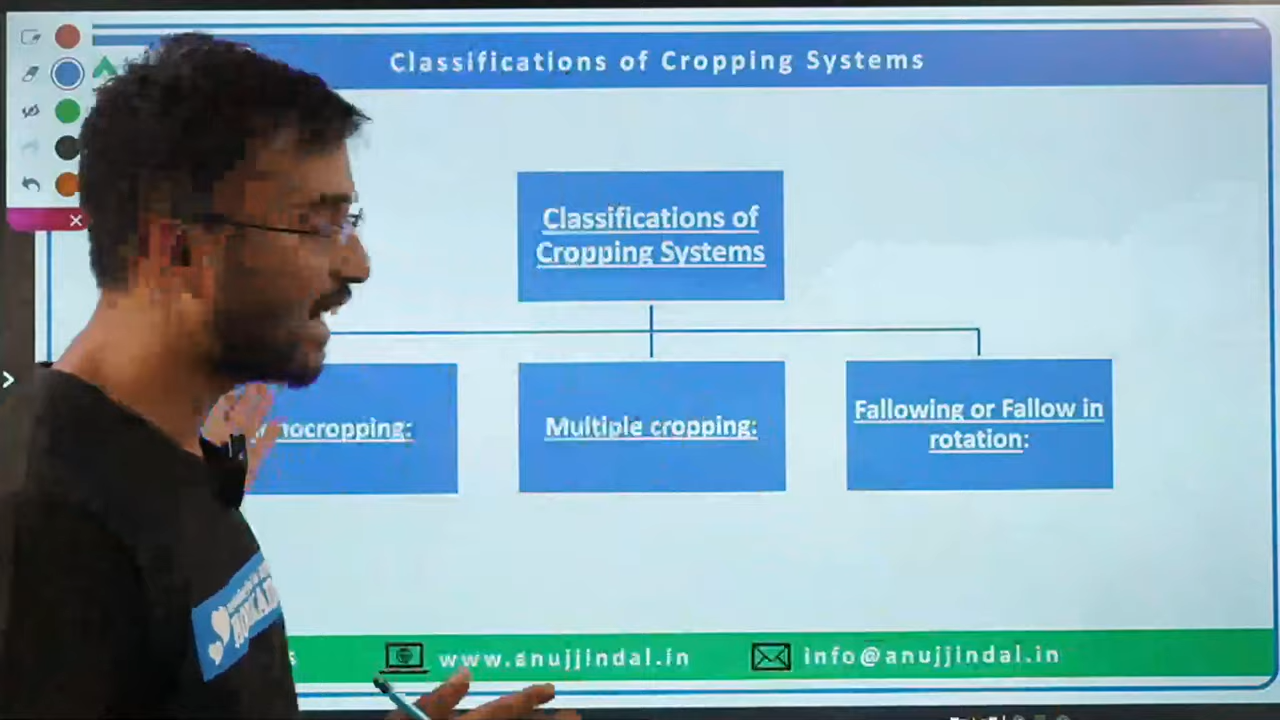 Classifications of Cropping Systems
Classifications of
Cropping Systems
nocropping:
Multiple cropping:
Fallowing or Fallow in
rotation:
www.anujjindal.in
info@anujjindal.in